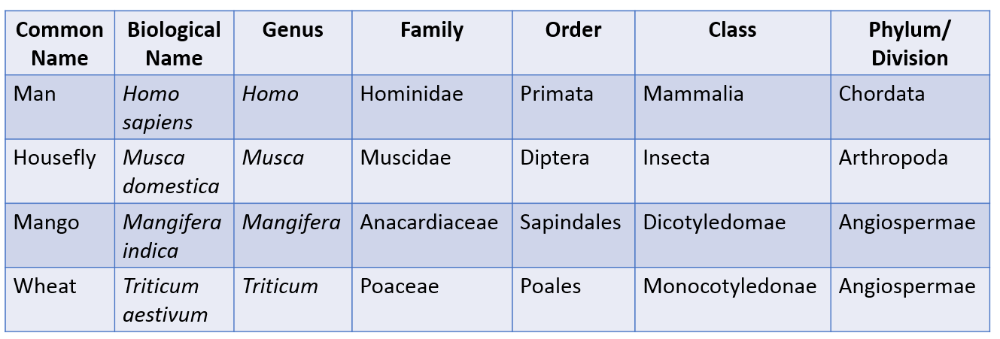 Common Name Biological Name Genus Family Order Class Phylum/ Division
Man Homo sapiens Homo Hominidae Primata Mammalia Chordata
Housefly Musca domestica Musca Muscidae Diptera Insecta Arthropoda
Mango Mangifera indica Mangifera Anacardiaceae Sapindales Dicotyledomae Angiospermae
Wheat Triticum aestivum Triticum Poaceae Poales Monocotyledonae Angiospermae